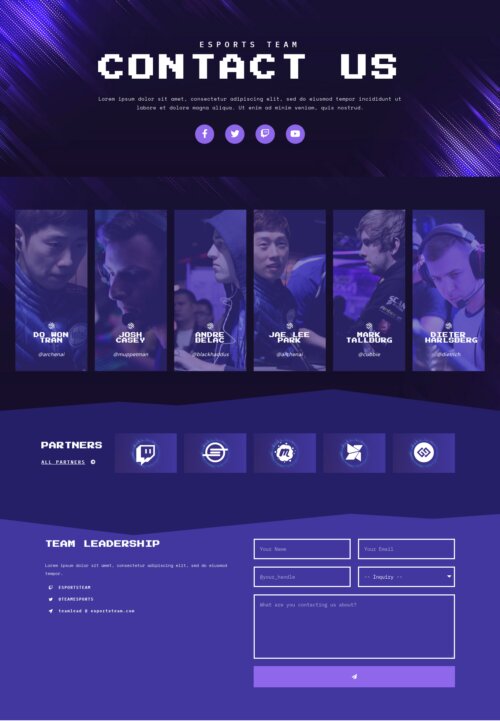 ESPORTS TEAM
CONTACT US
Lorem ipsum dolor sit amet, consectetur adipiscing elit, sed do eiusmod tempor incididunt ut
labore et dolore magna aliqua. Ut enim ad minim veniam, quis nostrud.
DO WON
TRAN
@archenai
JOSH
CASEY
@muppetman
ANDRE
BELAC
@blackhaddus
JAE LEE
PARK
@allchenai
MARK
TALLBURG
@cubbie
DIETER
HARLSBERG
@dietrich
PARTNERS
ALL PARTNERS
TEAM LEADERSHIP
Lorem ipsum dolor sit amet, consectetur adipiscing elit, sed do eiusmod
tempor.
ESPORTSTEAM
@TEAMESPORTS
teamlead @ esportsteam.com
Your Name
Your Email
@your_handle
-- Inquiry --
What are you contacting us about?